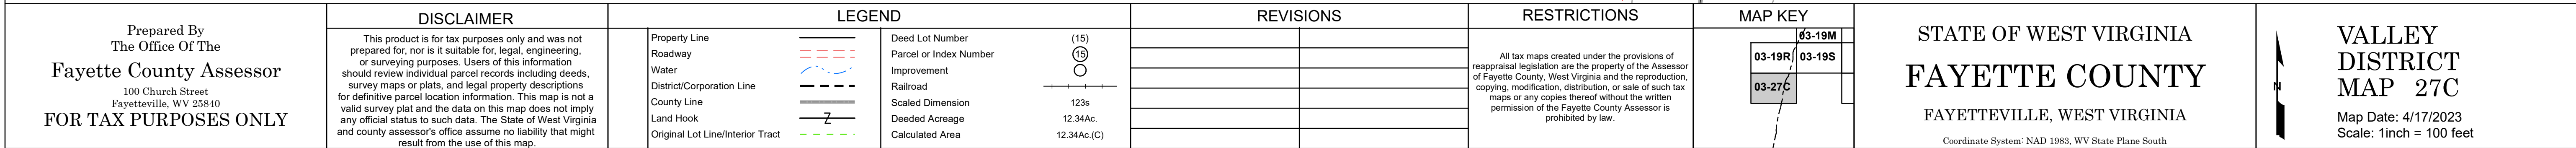 Prepared By
The Office Of The
Fayette County Assessor
100 Church Street
Fayetteville, WV 25840
FOR TAX PURPOSES ONLY
DISCLAIMER
This product is for tax purposes only and was not
prepared for, nor is it suitable for, legal, engineering,
or surveying purposes. Users of this information
should review individual parcel records including deeds,
survey maps or plats, and legal property descriptions
for definitive parcel location information. This map is not a
valid survey plat and the data on this map does not imply
any official status to such data. The State of West Virginia
and county assessor's office assume no liability that might
result from the use of this map.
LEGEND
Property Line
Roadway
Water
District/Corporation Line
County Line
Land Hook
Z
Original Lot Line/Interior Tract
Deed Lot Number (15)
Parcel or Index Number 15
Improvement
Railroad
Scaled Dimension 123s
Deeded Acreage 12.34Ac.
Calculated Area 12.34Ac.(C)
REVISIONS
RESTRICTIONS
All tax maps created under the provisions of
reappraisal legislation are the property of the Assessor
of Fayette County, West Virginia and the reproduction,
copying, modification, distribution, or sale of such tax
maps or any copies thereof without the written
permission of the Fayette County Assessor is
prohibited by law.
MAP KEY
03-19M
03-19R 03-19S
03-27C
STATE OF WEST VIRGINIA
FAYETTE COUNTY
FAYETTEVILLE, WEST VIRGINIA
Coordinate System: NAD 1983, WV State Plane South
N
VALLEY
DISTRICT
MAP 27C
Map Date: 4/17/2023
Scale: 1inch = 100 feet